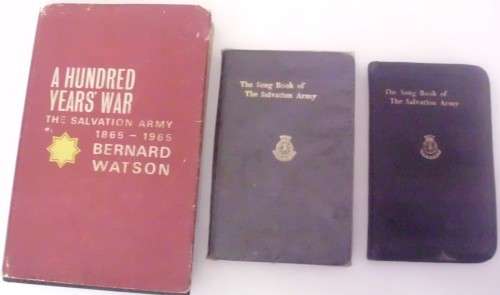 A HUNDRED
YEARS' WAR
THE SALVATION ARMY
1865 - 1965
BERNARD
WATSON
The Song Book of
The Salvation Army
The Song Book of
The Salvation Army